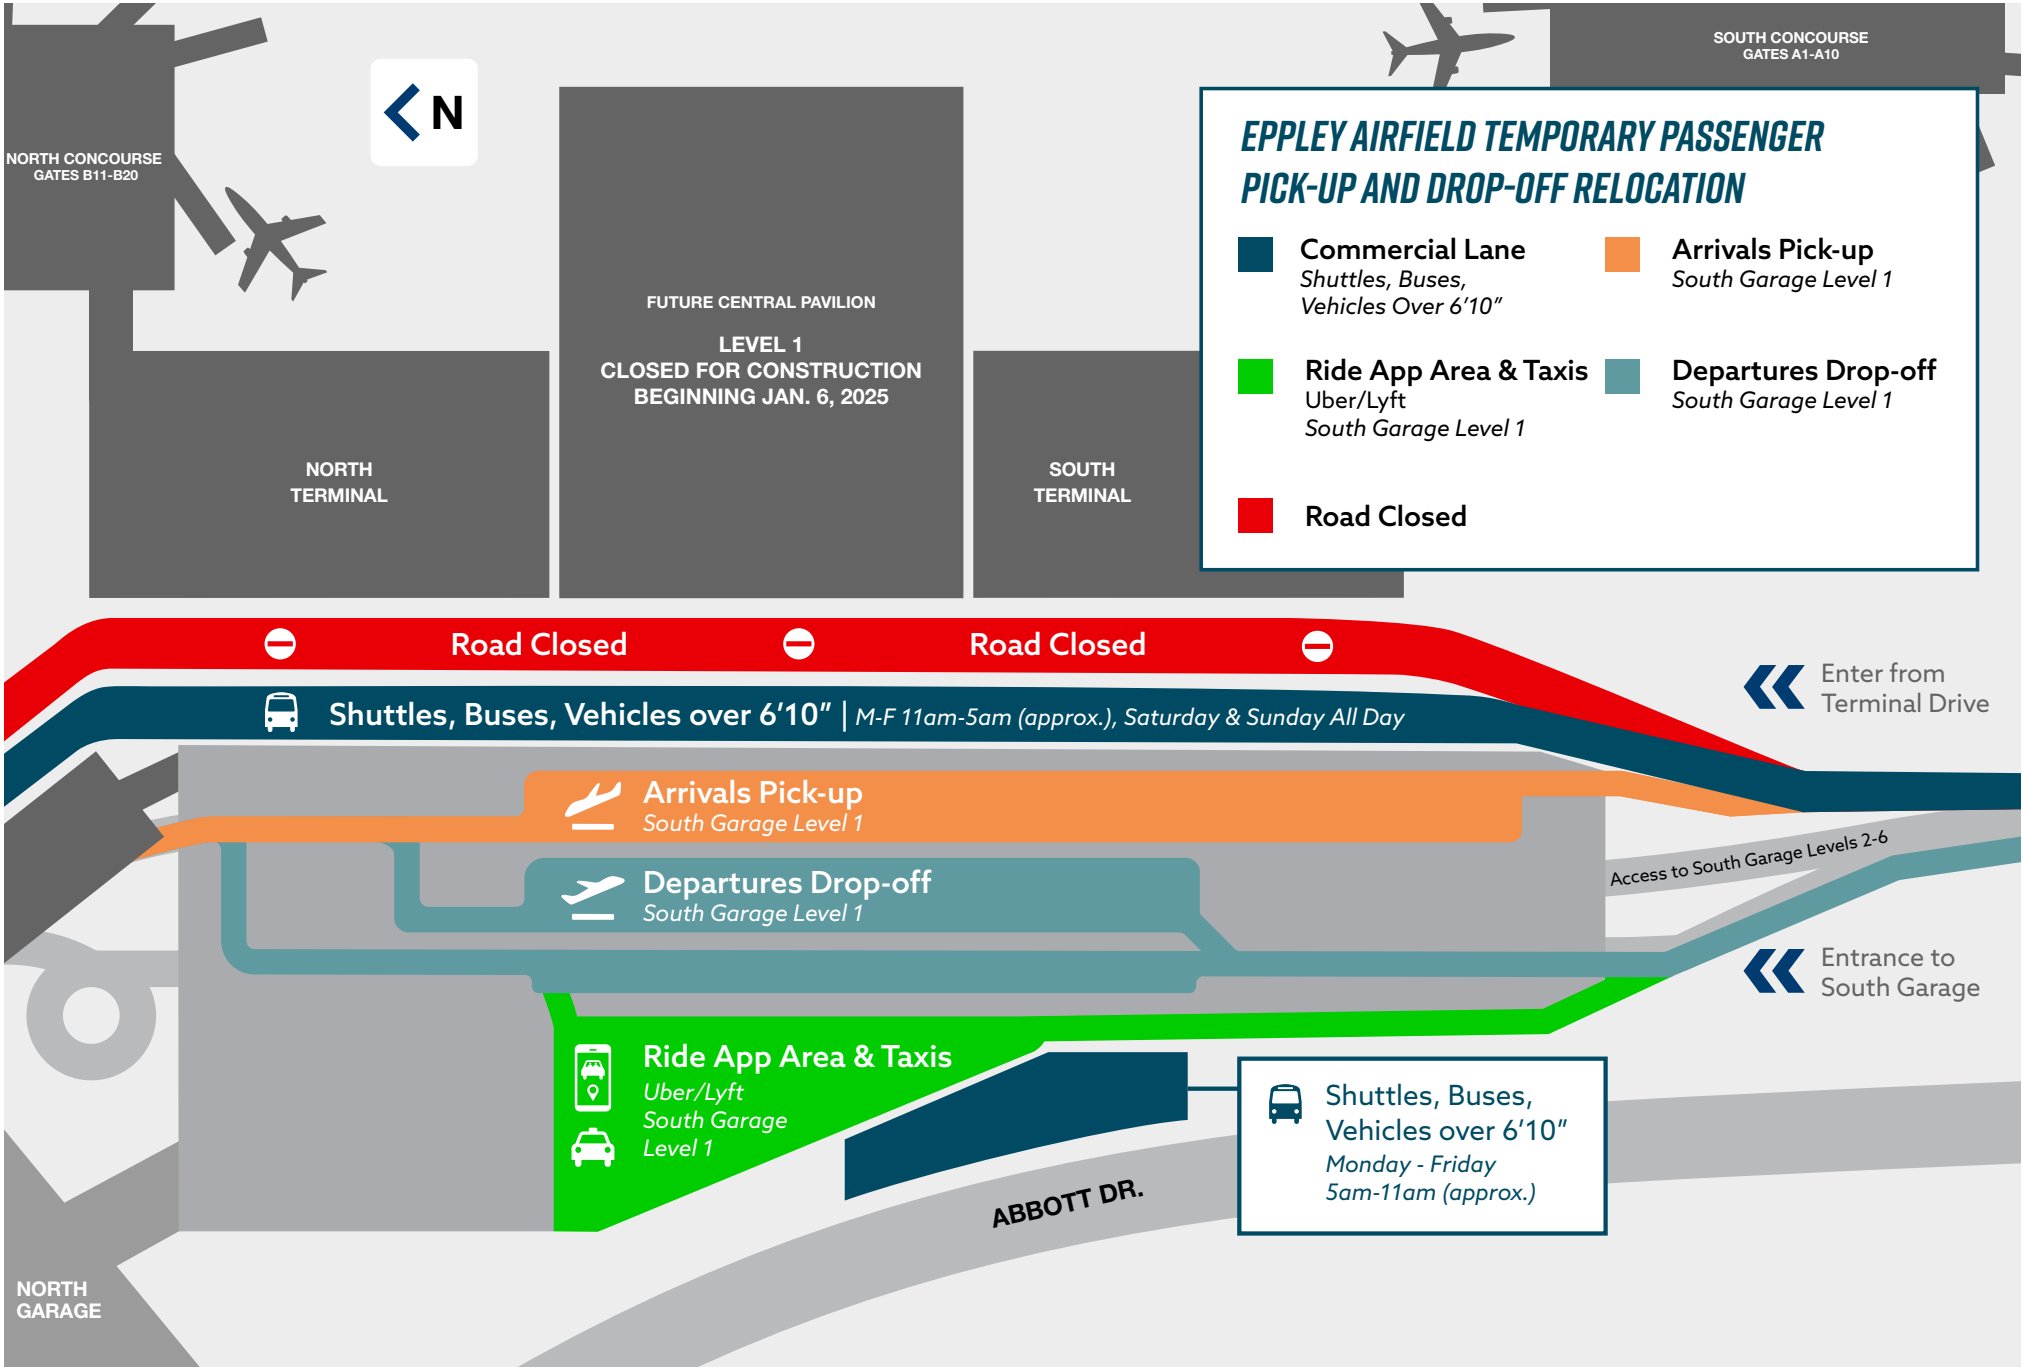 SOUTH CONCOURSE
GATES A1-A10
N
NORTH CONCOURSE
GATES B11-B20
EPPLEY AIRFIELD TEMPORARY PASSENGER
PICK-UP AND DROP-OFF RELOCATION
Commercial Lane
Shuttles, Buses,
Vehicles Over 6’10”
Arrivals Pick-up
South Garage Level 1
Ride App Area & Taxis
Uber/Lyft
South Garage Level 1
Departures Drop-off
South Garage Level 1
Road Closed
FUTURE CENTRAL PAVILION
LEVEL 1
CLOSED FOR CONSTRUCTION
BEGINNING JAN. 6, 2025
NORTH
TERMINAL
SOUTH
TERMINAL
Road Closed
Road Closed
Enter from
Terminal Drive
Shuttles, Buses, Vehicles over 6’10” | M-F 11am-5am (approx.), Saturday & Sunday All Day
Arrivals Pick-up
South Garage Level 1
Access to South Garage Levels 2-6
Departures Drop-off
South Garage Level 1
Entrance to
South Garage
Ride App Area & Taxis
Uber/Lyft
South Garage
Level 1
Shuttles, Buses,
Vehicles over 6’10”
Monday - Friday
5am-11am (approx.)
ABBOTT DR.
NORTH
GARAGE